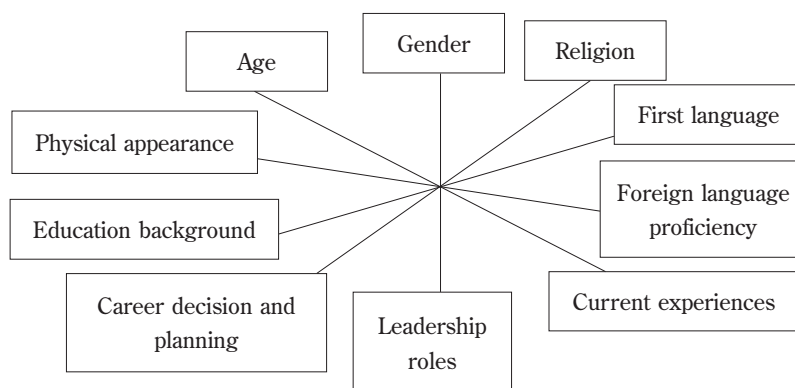 Gender
Age
Religion
First language
Physical appearance
Foreign language
proficiency
Education background
Career decision and
planning
Leadership
roles
Current experiences